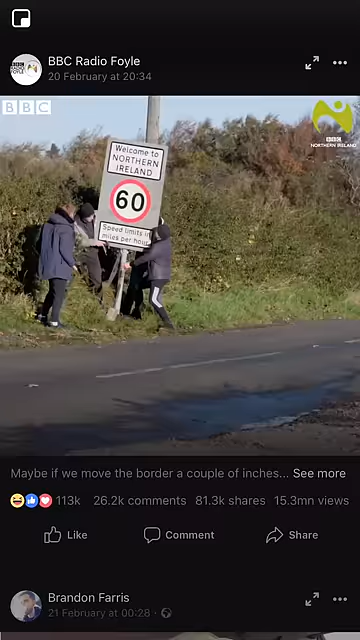 BBC Radio Foyle
20 February at 20:34
BBC
BBC
NORTHERN IRELAND
Welcome to
NORTHERN
IRELAND
60
Speed limits in
miles per hour
Maybe if we move the border a couple of inches... See more
113k 26.2k comments 81.3k shares 15.3mn views
Like Comment Share
Brandon Farris
21 February at 00:28 ·